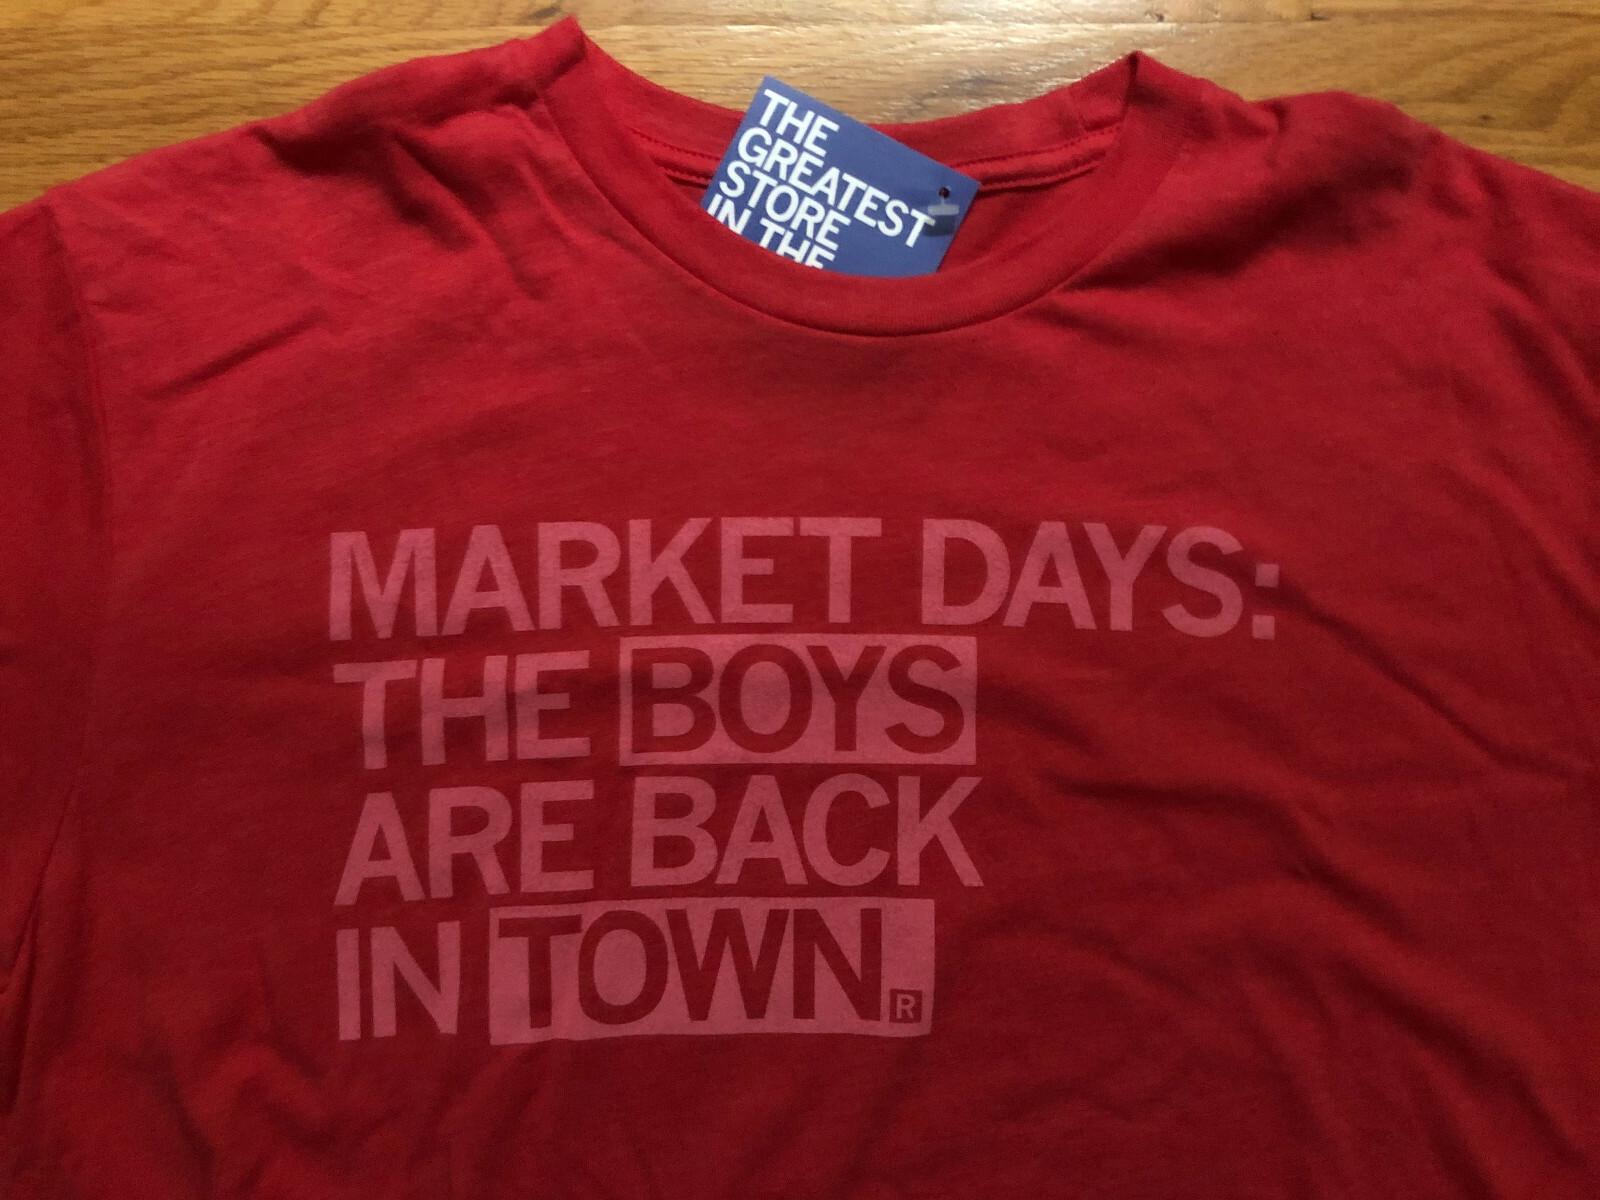 THE
GREATEST
STORE
IN THE
MARKET DAYS:
THE BOYS
ARE BACK
IN TOWN.
R